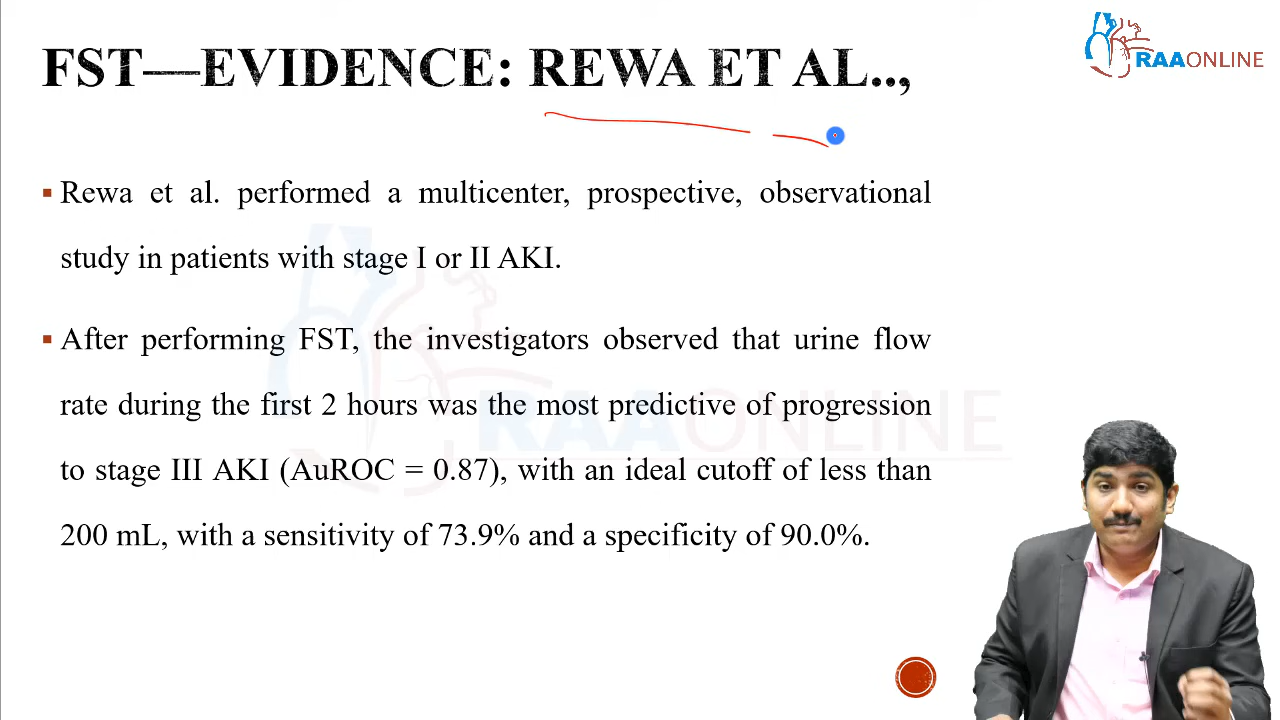 FST—EVIDENCE: REWA ET AL..,
RAAONLINE
Rewa et al. performed a multicenter, prospective, observational
study in patients with stage I or II AKI.
After performing FST, the investigators observed that urine flow
rate during the first 2 hours was the most predictive of progression
to stage III AKI (AuROC = 0.87), with an ideal cutoff of less than
200 mL, with a sensitivity of 73.9% and a specificity of 90.0%.
RAAONLINE